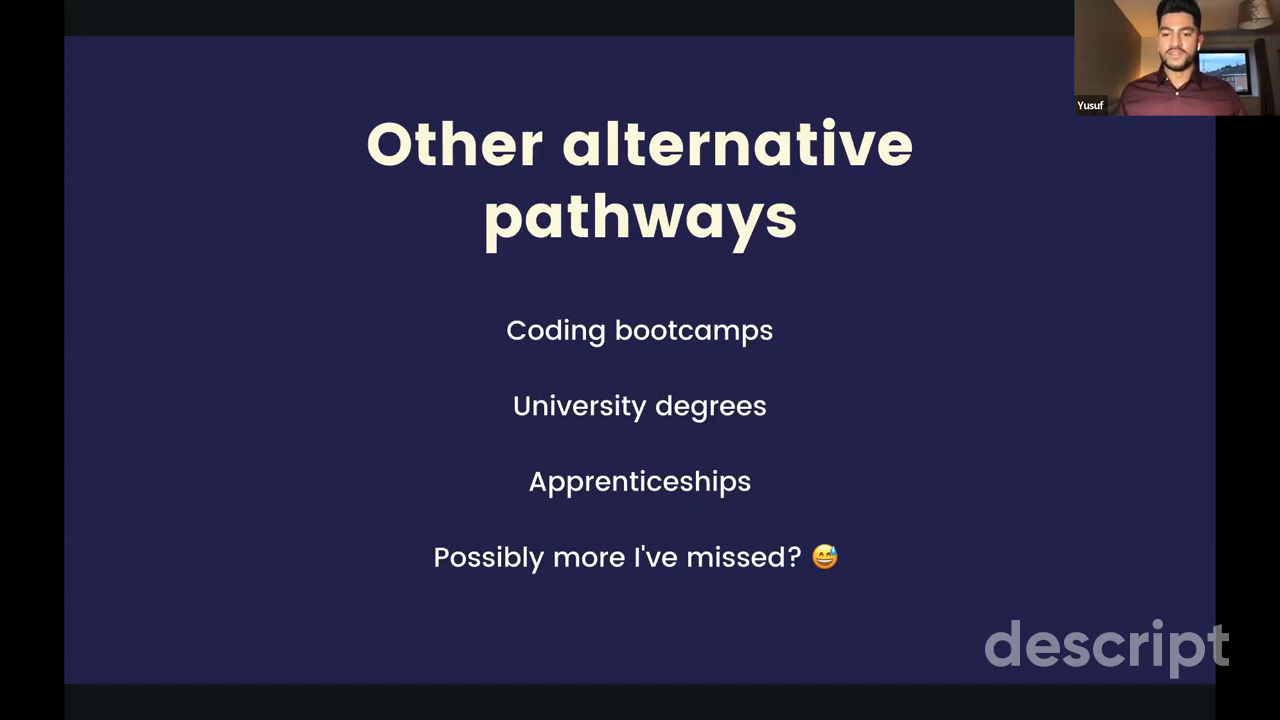 Yusuf
Other alternative
pathways
Coding bootcamps
University degrees
Apprenticeships
Possibly more I've missed? 😅
descript